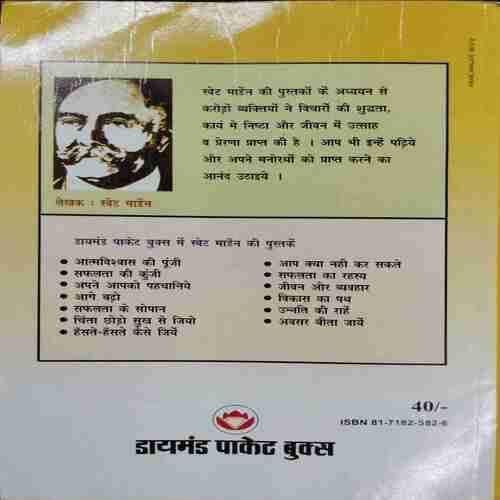 स्वेट मार्डेन की पुस्तकों के अध्ययन से
करोड़ों व्यक्तियों ने विचारों की शुद्धता,
कार्य में निष्ठा और जीवन में उत्साह
व प्रेरणा प्राप्त की है । आप भी इन्हें पढ़िये
और अपने मनोरथों को प्राप्त करने का
आनंद उठाइये ।
लेखक : स्वेट मार्डेन
डायमंड पाकेट बुक्स में स्वेट मार्डेन की पुस्तकें
• आत्मविश्वास की पूंजी
• सफलता की कुंजी
• अपने आपको पहचानिये
• आगे बढ़ो
• सफलता के सोपान
• चिंता छोड़ो सुख से जियो
• हँसते-हँसते कैसे जियें
• आप क्या नहीं कर सकते
• सफलता का रहस्य
• जीवन और व्यवहार
• विकास का पथ
• उन्नति की राहें
• अवसर बीता जाये
40/-
ISBN 81-7182-582-6
डायमंड पाकेट बुक्स